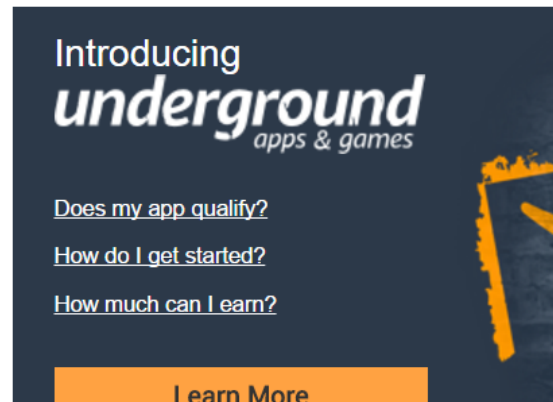 Introducing
underground
apps & games
Does my app qualify?
How do I get started?
How much can I earn?
Learn More